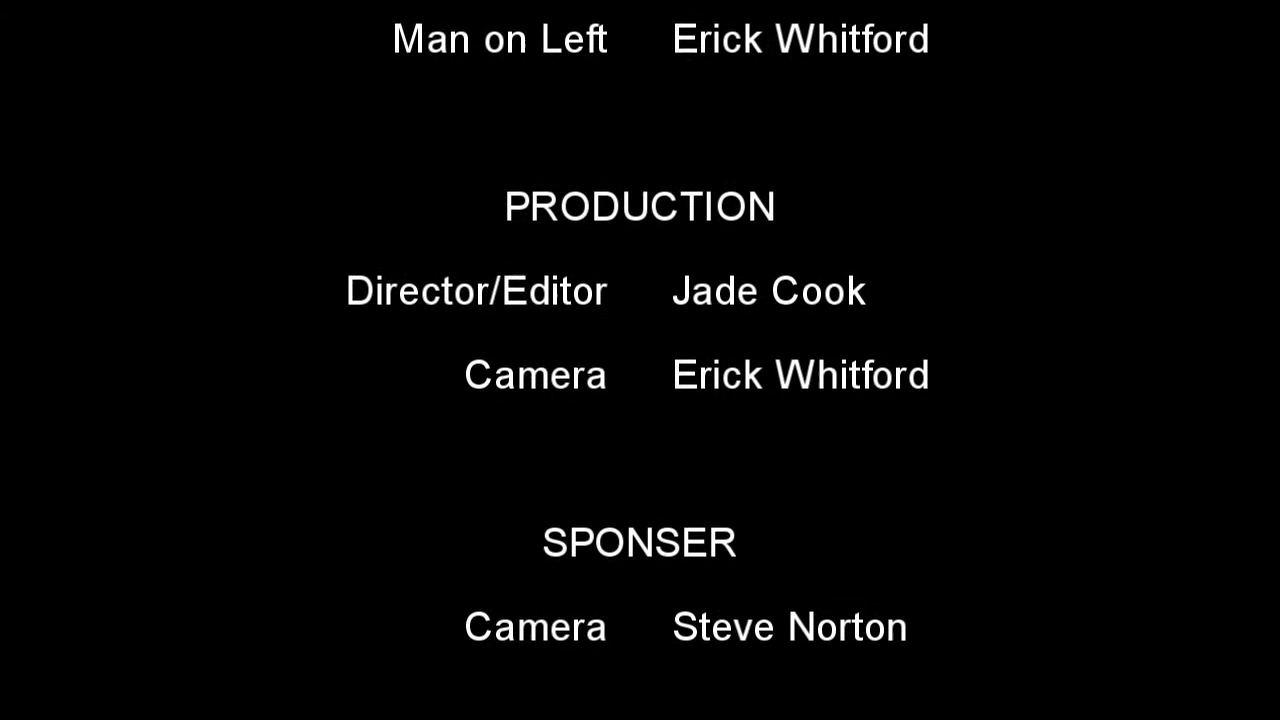 Man on Left Erick Whitford
PRODUCTION
Director/Editor Jade Cook
Camera Erick Whitford
SPONSER
Camera Steve Norton